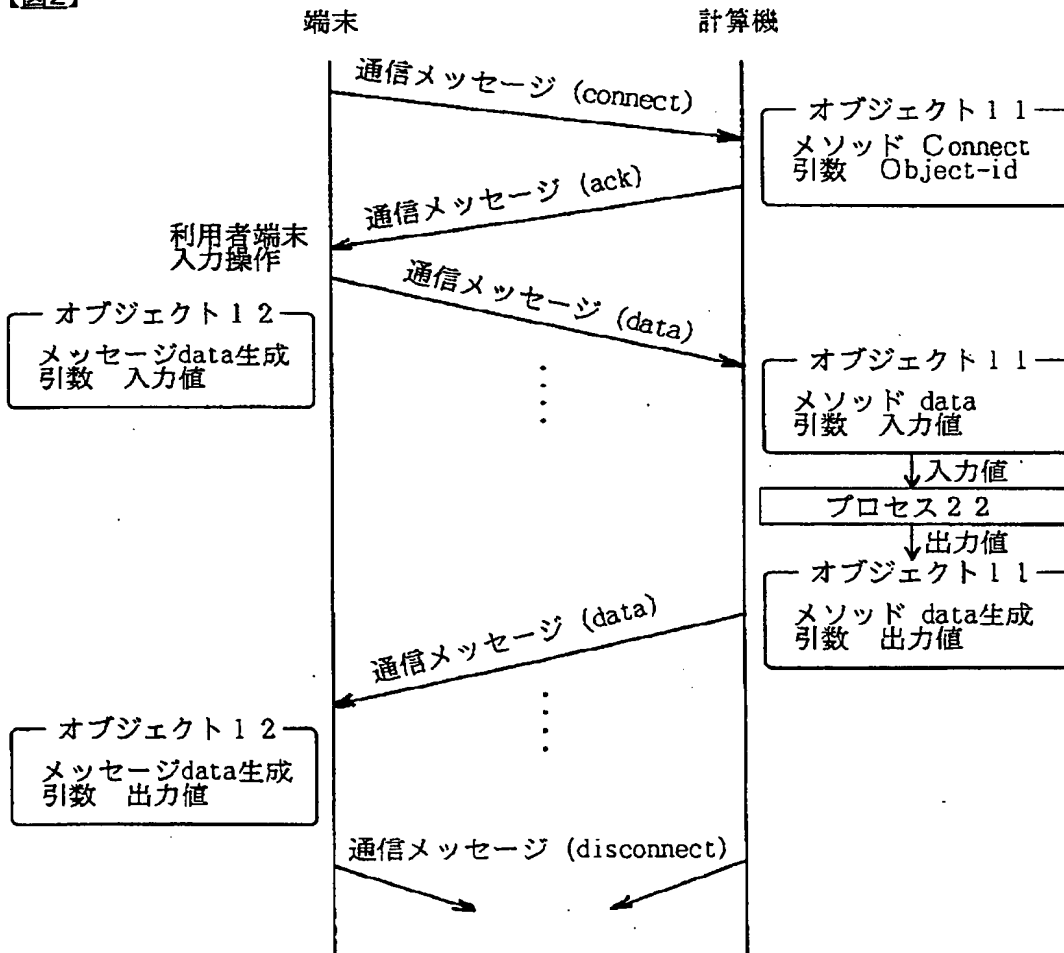 【図2】
端末
計算機
通信メッセージ (connect)
オブジェクト11
メソッド Connect
引数 Object-id
通信メッセージ (ack)
利用者端末
入力操作
通信メッセージ (data)
オブジェクト12
メッセージdata生成
引数 入力値
オブジェクト11
メソッド data
引数 入力値
入力値
プロセス22
出力値
オブジェクト11
メソッド data生成
引数 出力値
通信メッセージ (data)
オブジェクト12
メッセージdata生成
引数 出力値
通信メッセージ (disconnect)